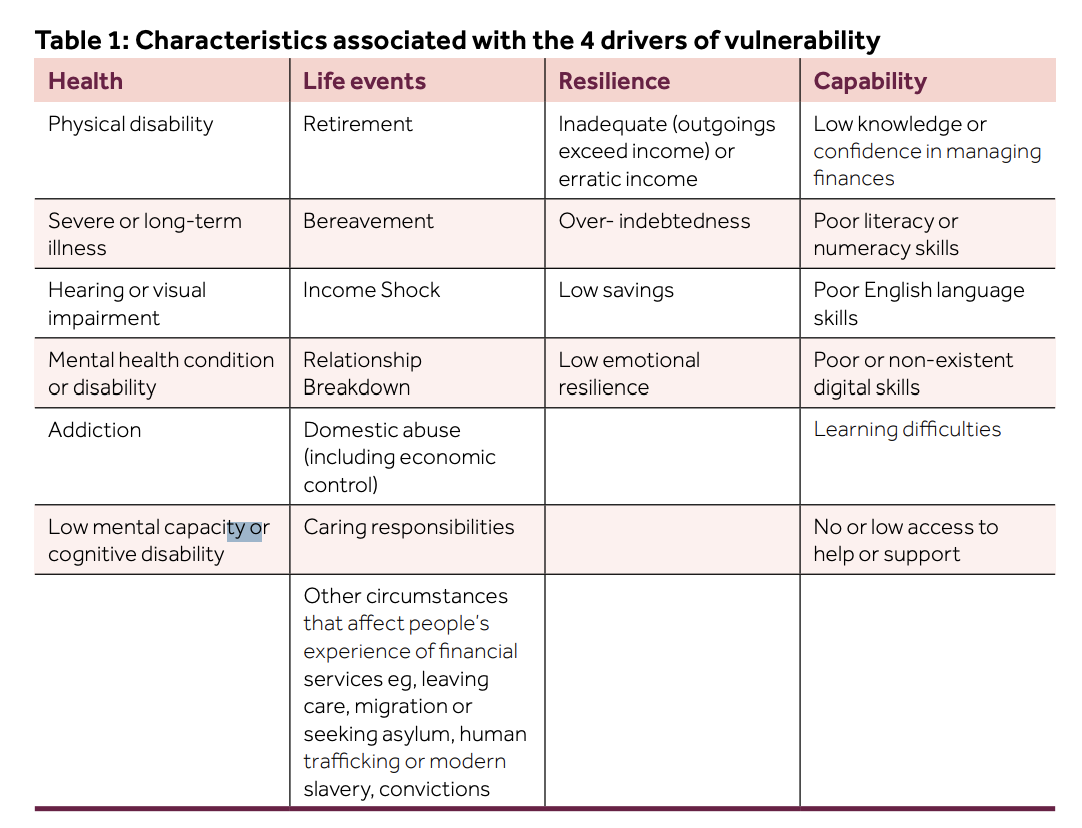 Table 1: Characteristics associated with the 4 drivers of vulnerability
Health Life events Resilience Capability
Physical disability Retirement Inadequate (outgoings Low knowledge or
exceed income) or confidence in managing
erratic income finances
Severe or long-term Bereavement Over- indebtedness Poor literacy or
illness numeracy skills
Hearing or visual Income Shock Low savings Poor English language
impairment skills
Mental health condition Relationship Low emotional Poor or non-existent
or disability Breakdown resilience digital skills
Addiction Domestic abuse Learning difficulties
(including economic
control)
Low mental capacity or Caring responsibilities No or low access to
cognitive disability help or support
Other circumstances
that affect people's
experience of financial
services eg, leaving
care, migration or
seeking asylum, human
trafficking or modern
slavery, convictions